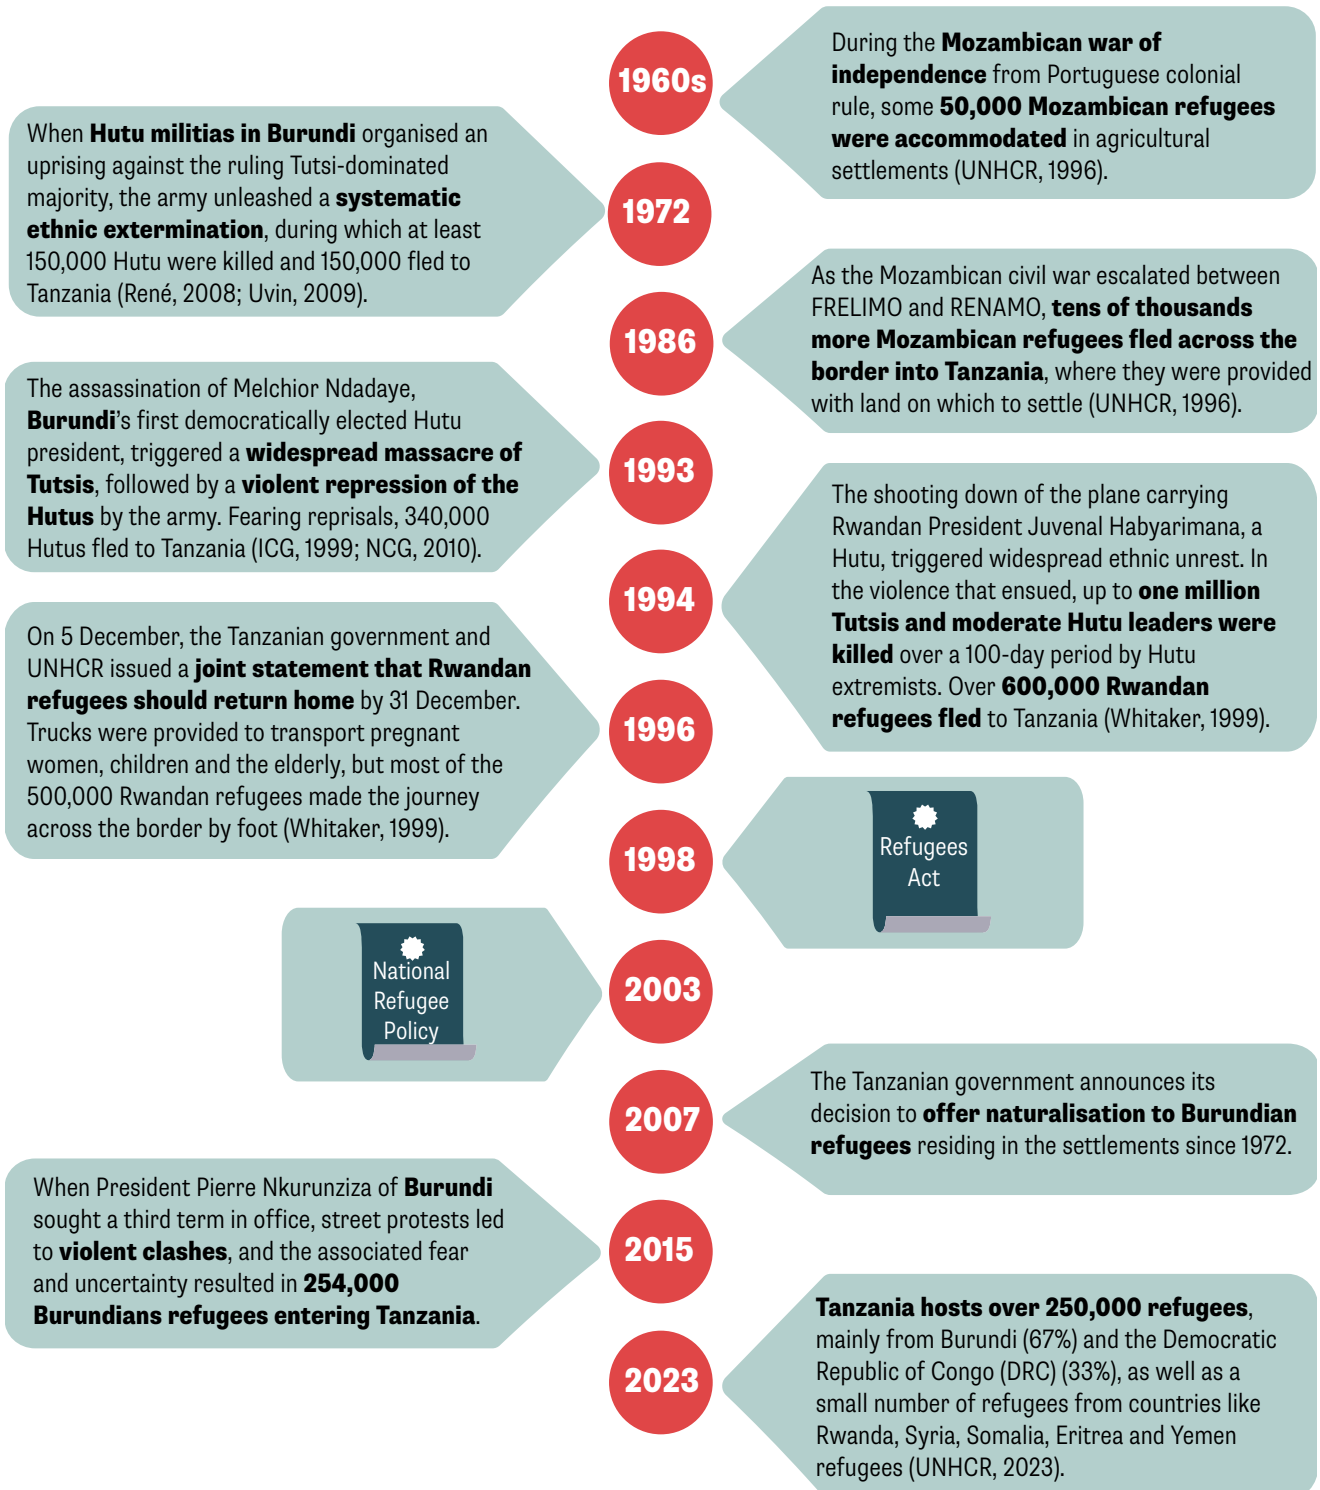 1960s
During the Mozambican war of
independence from Portuguese colonial
rule, some 50,000 Mozambican refugees
were accommodated in agricultural
settlements (UNHCR, 1996).
When Hutu militias in Burundi organised an
uprising against the ruling Tutsi-dominated
majority, the army unleashed a systematic
ethnic extermination, during which at least
150,000 Hutu were killed and 150,000 fled to
Tanzania (René, 2008; Uvin, 2009).
1972
1986
As the Mozambican civil war escalated between
FRELIMO and RENAMO, tens of thousands
more Mozambican refugees fled across the
border into Tanzania, where they were provided
with land on which to settle (UNHCR, 1996).
The assassination of Melchior Ndadaye,
Burundi's first democratically elected Hutu
president, triggered a widespread massacre of
Tutsis, followed by a violent repression of the
Hutus by the army. Fearing reprisals, 340,000
Hutus fled to Tanzania (ICG, 1999; NCG, 2010).
1993
1994
The shooting down of the plane carrying
Rwandan President Juvenal Habyarimana, a
Hutu, triggered widespread ethnic unrest. In
the violence that ensued, up to one million
Tutsis and moderate Hutu leaders were
killed over a 100-day period by Hutu
extremists. Over 600,000 Rwandan
refugees fled to Tanzania (Whitaker, 1999).
On 5 December, the Tanzanian government and
UNHCR issued a joint statement that Rwandan
refugees should return home by 31 December.
Trucks were provided to transport pregnant
women, children and the elderly, but most of the
500,000 Rwandan refugees made the journey
across the border by foot (Whitaker, 1999).
1996
1998
Refugees
Act
National
Refugee
Policy
2003
2007
The Tanzanian government announces its
decision to offer naturalisation to Burundian
refugees residing in the settlements since 1972.
When President Pierre Nkurunziza of Burundi
sought a third term in office, street protests led
to violent clashes, and the associated fear
and uncertainty resulted in 254,000
Burundians refugees entering Tanzania.
2015
2023
Tanzania hosts over 250,000 refugees,
mainly from Burundi (67%) and the Democratic
Republic of Congo (DRC) (33%), as well as a
small number of refugees from countries like
Rwanda, Syria, Somalia, Eritrea and Yemen
refugees (UNHCR, 2023).